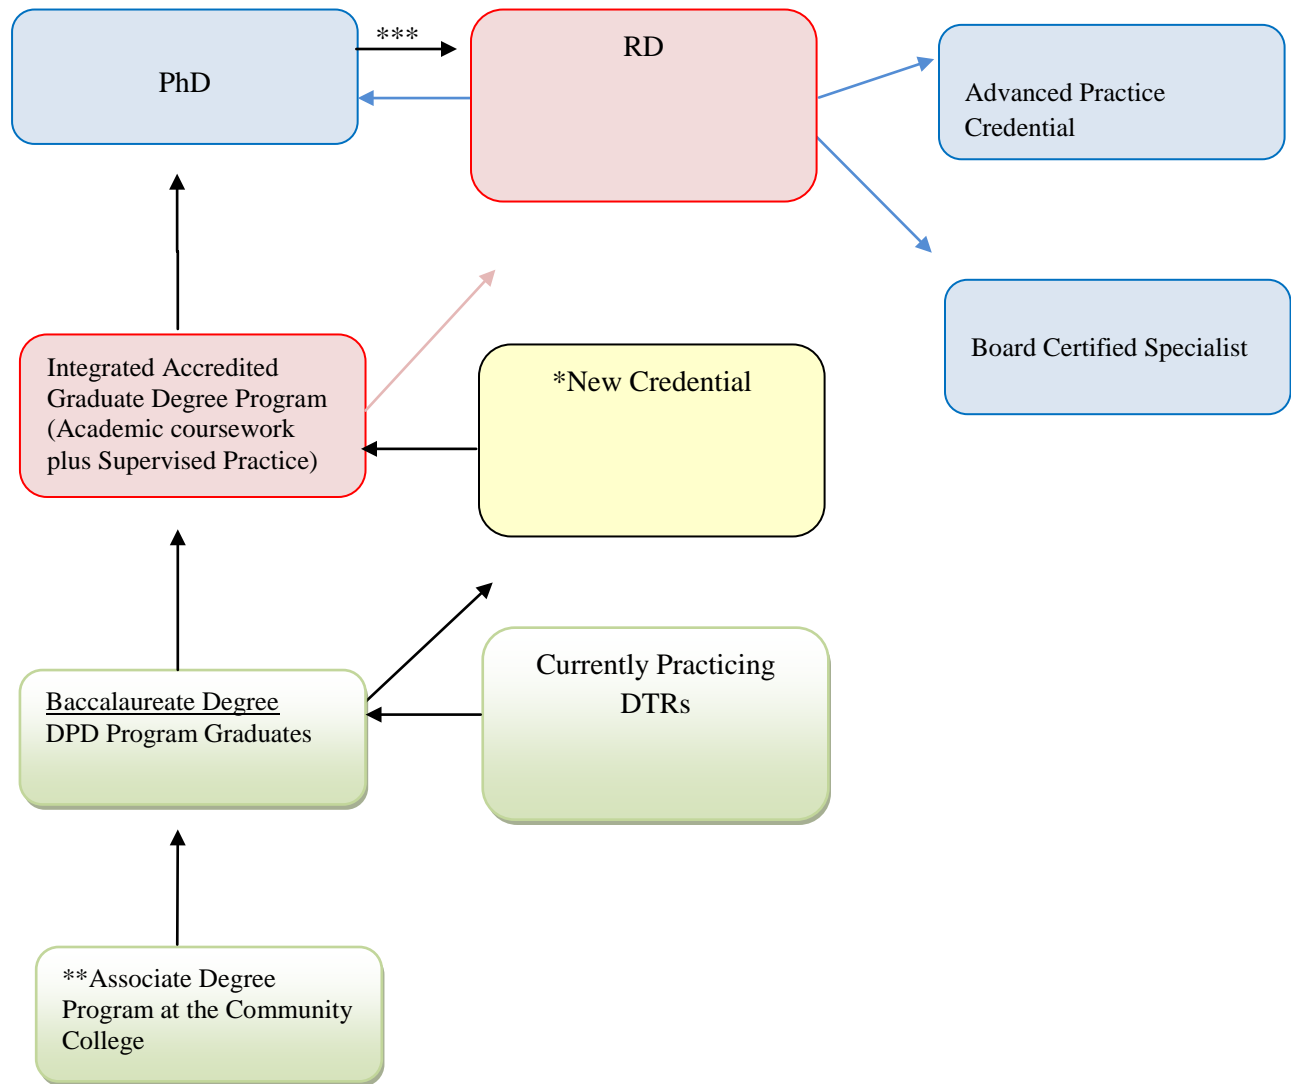 ***
RD
PhD
Advanced Practice
Credential
Board Certified Specialist
Integrated Accredited
Graduate Degree Program
(Academic coursework
plus Supervised Practice)
*New Credential
Currently Practicing
DTRs
Baccalaureate Degree
DPD Program Graduates
**Associate Degree
Program at the Community
College